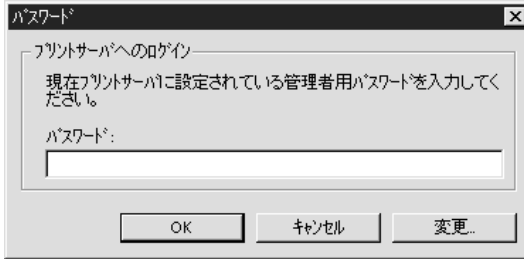 ﾊﾟｽﾜｰﾄﾞ
ﾌﾟﾘﾝﾄｻｰﾊﾞへのﾛｸﾞｲﾝ
現在ﾌﾟﾘﾝﾄｻｰﾊﾞに設定されている管理者用ﾊﾟｽﾜｰﾄﾞを入力してく
ださい。
ﾊﾟｽﾜｰﾄﾞ:
OK ｷｬﾝｾﾙ 変更...